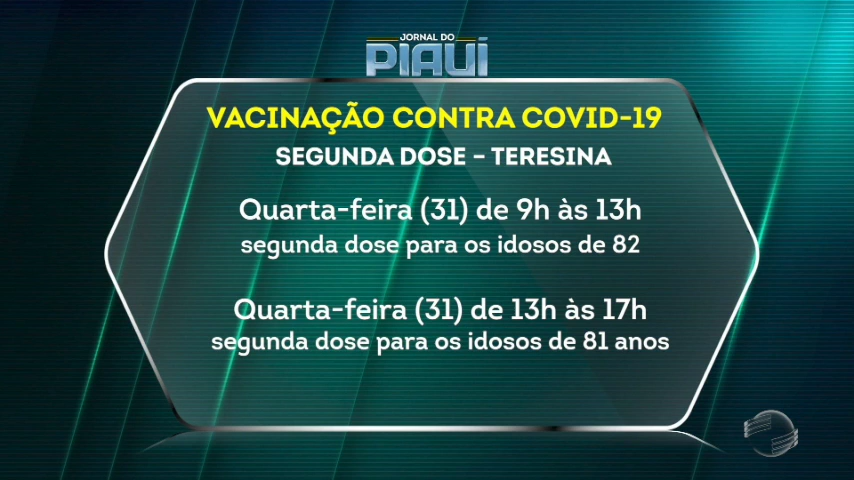 JORNAL DO
PIAUÍ
VACINAÇÃO CONTRA COVID-19
SEGUNDA DOSE – TERESINA
Quarta-feira (31) de 9h às 13h
segunda dose para os idosos de 82
Quarta-feira (31) de 13h às 17h
segunda dose para os idosos de 81 anos